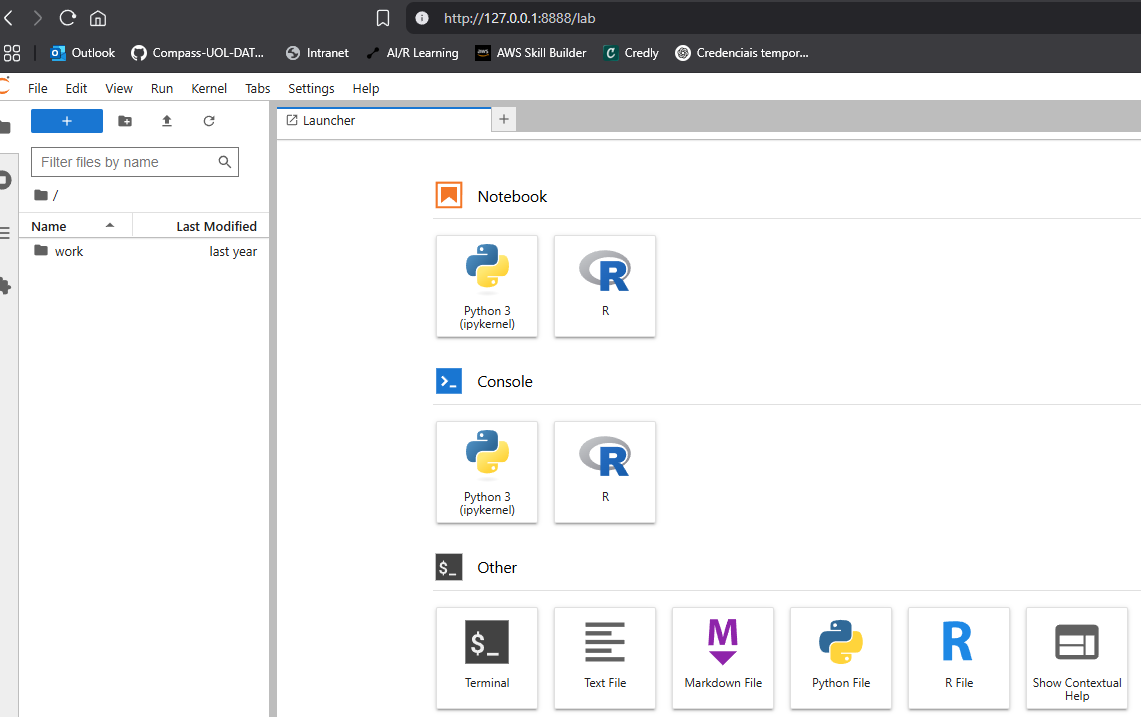 http://127.0.0.1:8888/lab
Outlook
Compass-UOL-DAT...
Intranet
AI/R Learning
aws
AWS Skill Builder
C
Credly
Credenciais tempor...
File Edit View Run Kernel Tabs Settings Help
+
Launcher
+
Filter files by name
/
Name Last Modified
work last year
Notebook
Python 3
(ipykernel)
R
R
Console
Python 3
(ipykernel)
R
R
$_
Other
$_
Terminal
Text File
M
Markdown File
Python File
R
R File
Show Contextual
Help